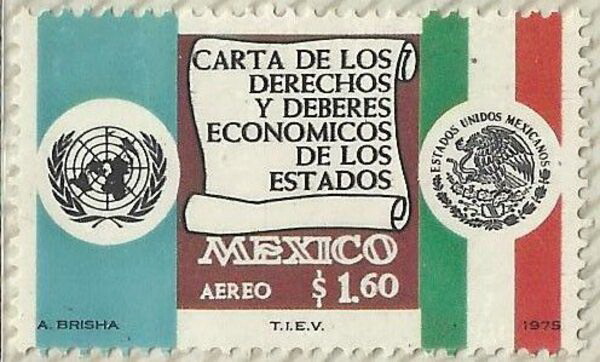 CARTA DE LOS
DERECHOS
Y DEBERES
ECONOMICOS
DE LOS
ESTADOS
ESTADOS UNIDOS MEXICANOS
MEXICO
AEREO $1.60
A. BRISHA T.I.E.V. 1975